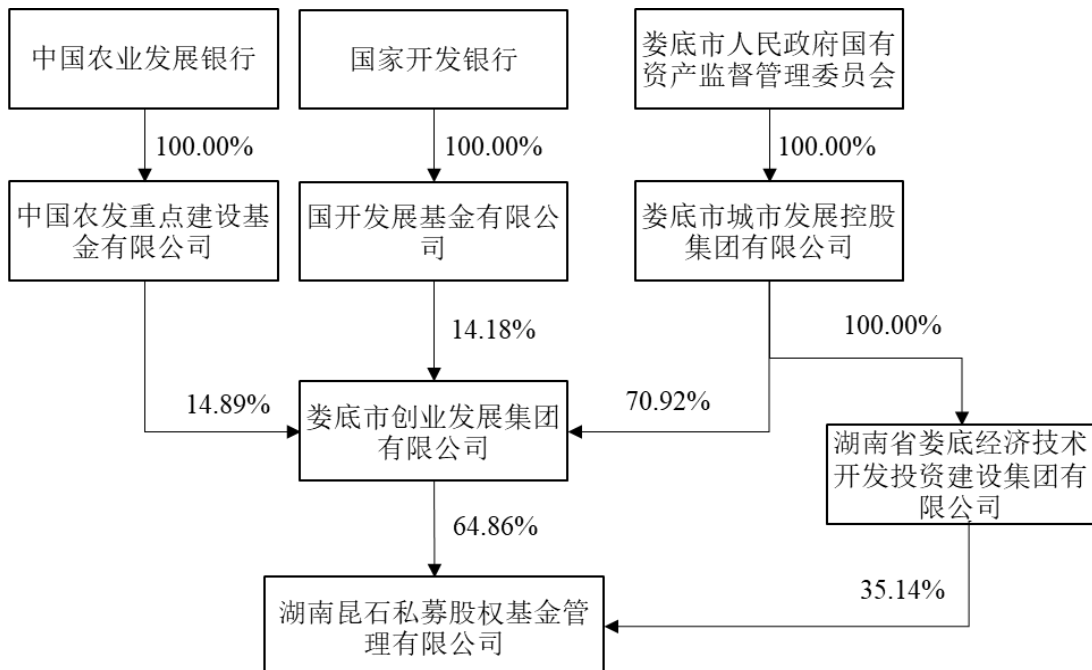 中国农业发展银行
国家开发银行
娄底市人民政府国有
资产监督管理委员会
100.00%
100.00%
100.00%
中国农发重点建设基
金有限公司
国开发展基金有限公
司
娄底市城市发展控股
集团有限公司
14.18%
100.00%
14.89%
娄底市创业发展集团
有限公司
70.92%
湖南省娄底经济技术
开发投资建设集团有
限公司
64.86%
35.14%
湖南昆石私募股权基金管
理有限公司